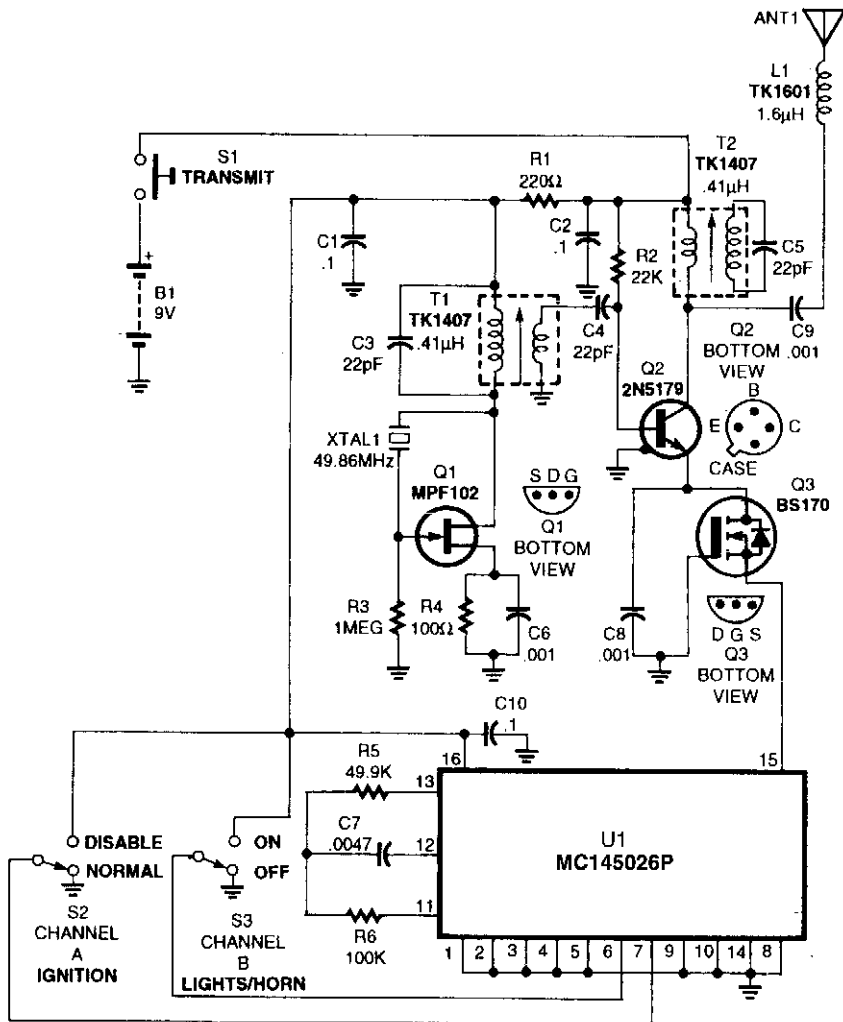 ANT1
L1
TK1601
1.6µH
T2
TK1407
.41µH
S1
TRANSMIT
R1
220Ω
C1
.1
C2
.1
R2
22K
C5
22pF
+
B1
9V
T1
TK1407
.41µH
C3
22pF
C4
22pF
C9
.001
Q2
BOTTOM
VIEW
Q2
2N5179
B
E
C
CASE
XTAL1
49.86MHz
Q1
MPF102
S D G
Q1
BOTTOM
VIEW
Q3
BS170
R3
1MEG
R4
100Ω
C6
.001
C8
.001
D G S
Q3
BOTTOM
VIEW
C10
.1
16
15
R5
49.9K
13
C7
.0047
12
U1
MC145026P
DISABLE
NORMAL
ON
OFF
11
R6
100K
S2
CHANNEL
A
IGNITION
S3
CHANNEL
B
LIGHTS/HORN
1 2 3 4 5 6 7 9 10 14 8